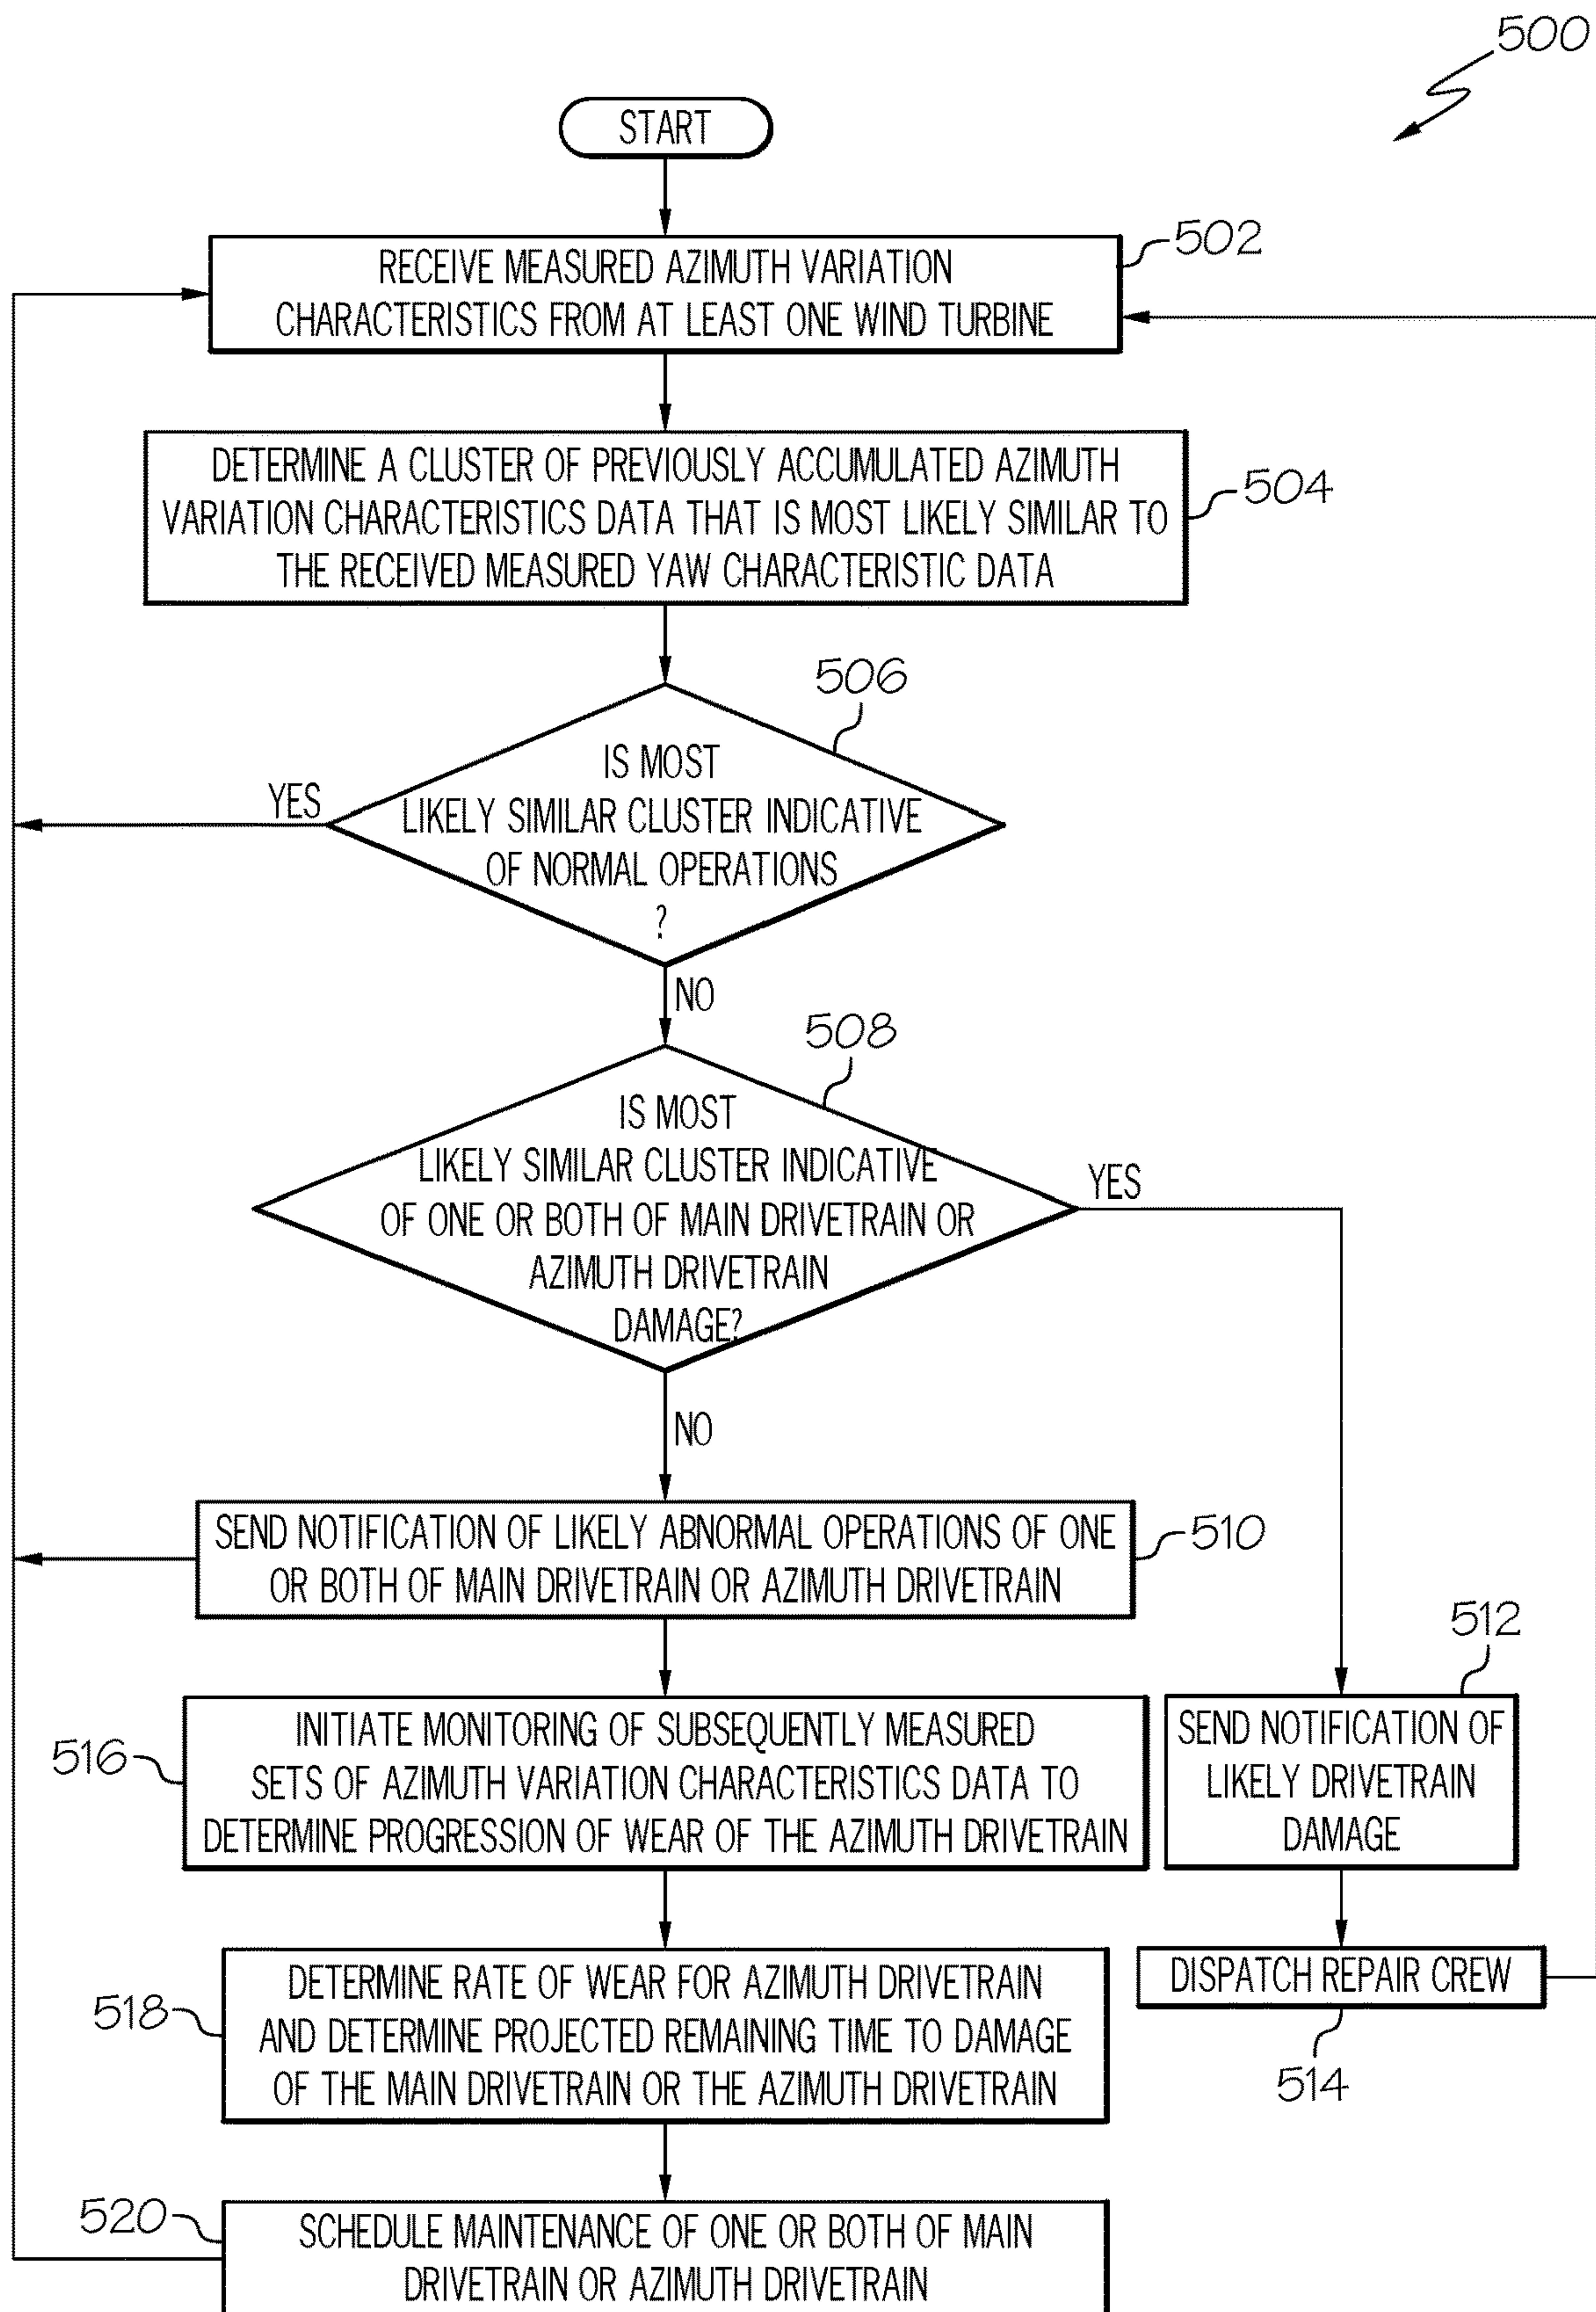 500
START
502
RECEIVE MEASURED AZIMUTH VARIATION
CHARACTERISTICS FROM AT LEAST ONE WIND TURBINE
DETERMINE A CLUSTER OF PREVIOUSLY ACCUMULATED AZIMUTH
VARIATION CHARACTERISTICS DATA THAT IS MOST LIKELY SIMILAR TO
THE RECEIVED MEASURED YAW CHARACTERISTIC DATA
504
506
IS MOST
LIKELY SIMILAR CLUSTER INDICATIVE
OF NORMAL OPERATIONS
?
YES
NO
508
IS MOST
LIKELY SIMILAR CLUSTER INDICATIVE
OF ONE OR BOTH OF MAIN DRIVETRAIN OR
AZIMUTH DRIVETRAIN
DAMAGE?
YES
NO
SEND NOTIFICATION OF LIKELY ABNORMAL OPERATIONS OF ONE
OR BOTH OF MAIN DRIVETRAIN OR AZIMUTH DRIVETRAIN
510
512
SEND NOTIFICATION OF
LIKELY DRIVETRAIN
DAMAGE
516
INITIATE MONITORING OF SUBSEQUENTLY MEASURED
SETS OF AZIMUTH VARIATION CHARACTERISTICS DATA TO
DETERMINE PROGRESSION OF WEAR OF THE AZIMUTH DRIVETRAIN
DISPATCH REPAIR CREW
514
518
DETERMINE RATE OF WEAR FOR AZIMUTH DRIVETRAIN
AND DETERMINE PROJECTED REMAINING TIME TO DAMAGE
OF THE MAIN DRIVETRAIN OR THE AZIMUTH DRIVETRAIN
520
SCHEDULE MAINTENANCE OF ONE OR BOTH OF MAIN
DRIVETRAIN OR AZIMUTH DRIVETRAIN